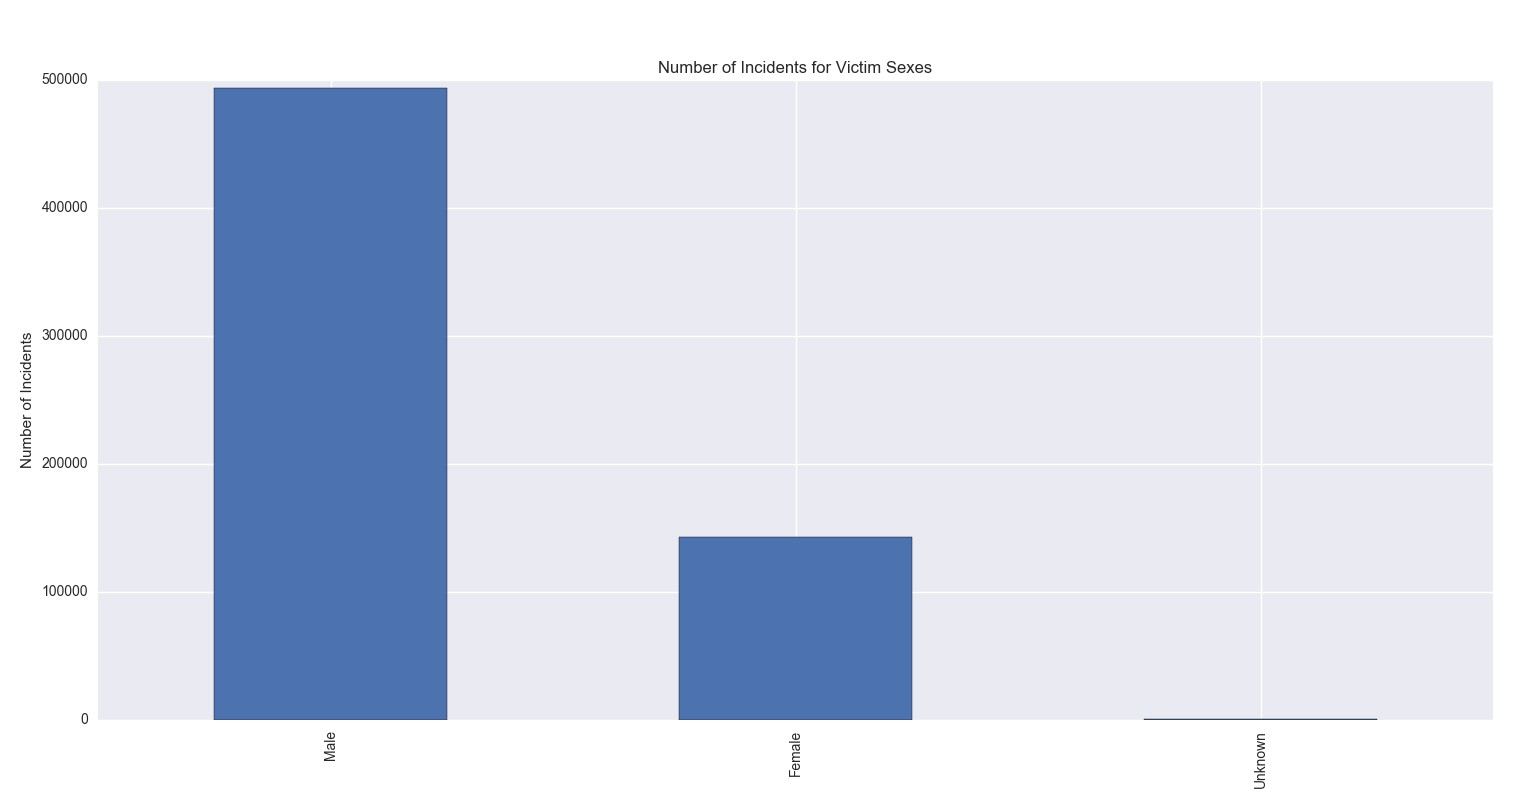 Number of Incidents for Victim Sexes
500000
400000
300000
200000
100000
0
Number of Incidents
Male
Female
Unknown